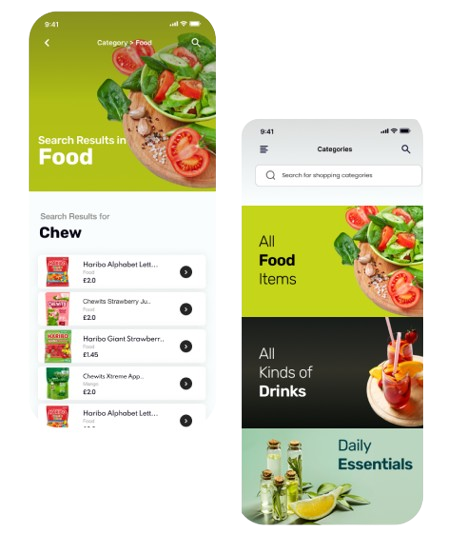 9:41
Category > Food
Search Results in
Food
Search Results for
Chew
Haribo Alphabet Lett...
Food
£2.0
Chewits Strawberry Ju..
Food
£2.0
Haribo Giant Strawberr..
Food
£1.45
Chewits Xtreme App...
Mango
£2.0
Haribo Alphabet Lett...
Food
9:41
Categories
Search for shopping categories
All
Food
Items
All
Kinds of
Drinks
Daily
Essentials